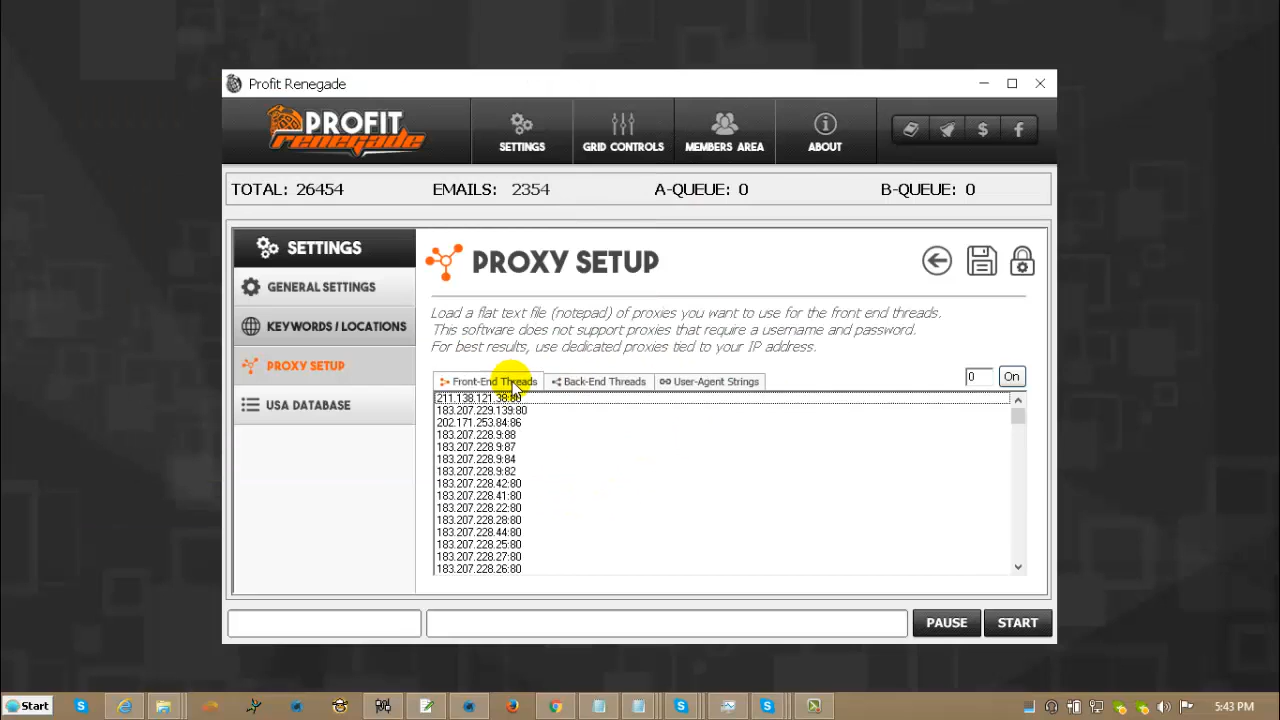 Profit Renegade
PROFIT
renegade
SETTINGS
GRID CONTROLS
MEMBERS AREA
ABOUT
TOTAL: 26454
EMAILS: 2354
A-QUEUE: 0
B-QUEUE: 0
SETTINGS
GENERAL SETTINGS
KEYWORDS / LOCATIONS
PROXY SETUP
USA DATABASE
PROXY SETUP
Load a flat text file (notepad) of proxies you want to use for the front end threads.
This software does not support proxies that require a username and password.
For best results, use dedicated proxies tied to your IP address.
Front-End Threads
Back-End Threads
User-Agent Strings
0
On
211.138.121.38:80
183.207.229.139:80
202.171.253.84:86
183.207.228.9:88
183.207.228.9:87
183.207.228.9:84
183.207.228.9:82
183.207.228.42:80
183.207.228.41:80
183.207.228.22:80
183.207.228.28:80
183.207.228.44:80
183.207.228.25:80
183.207.228.27:80
183.207.228.26:80
PAUSE
START
Start
5:43 PM